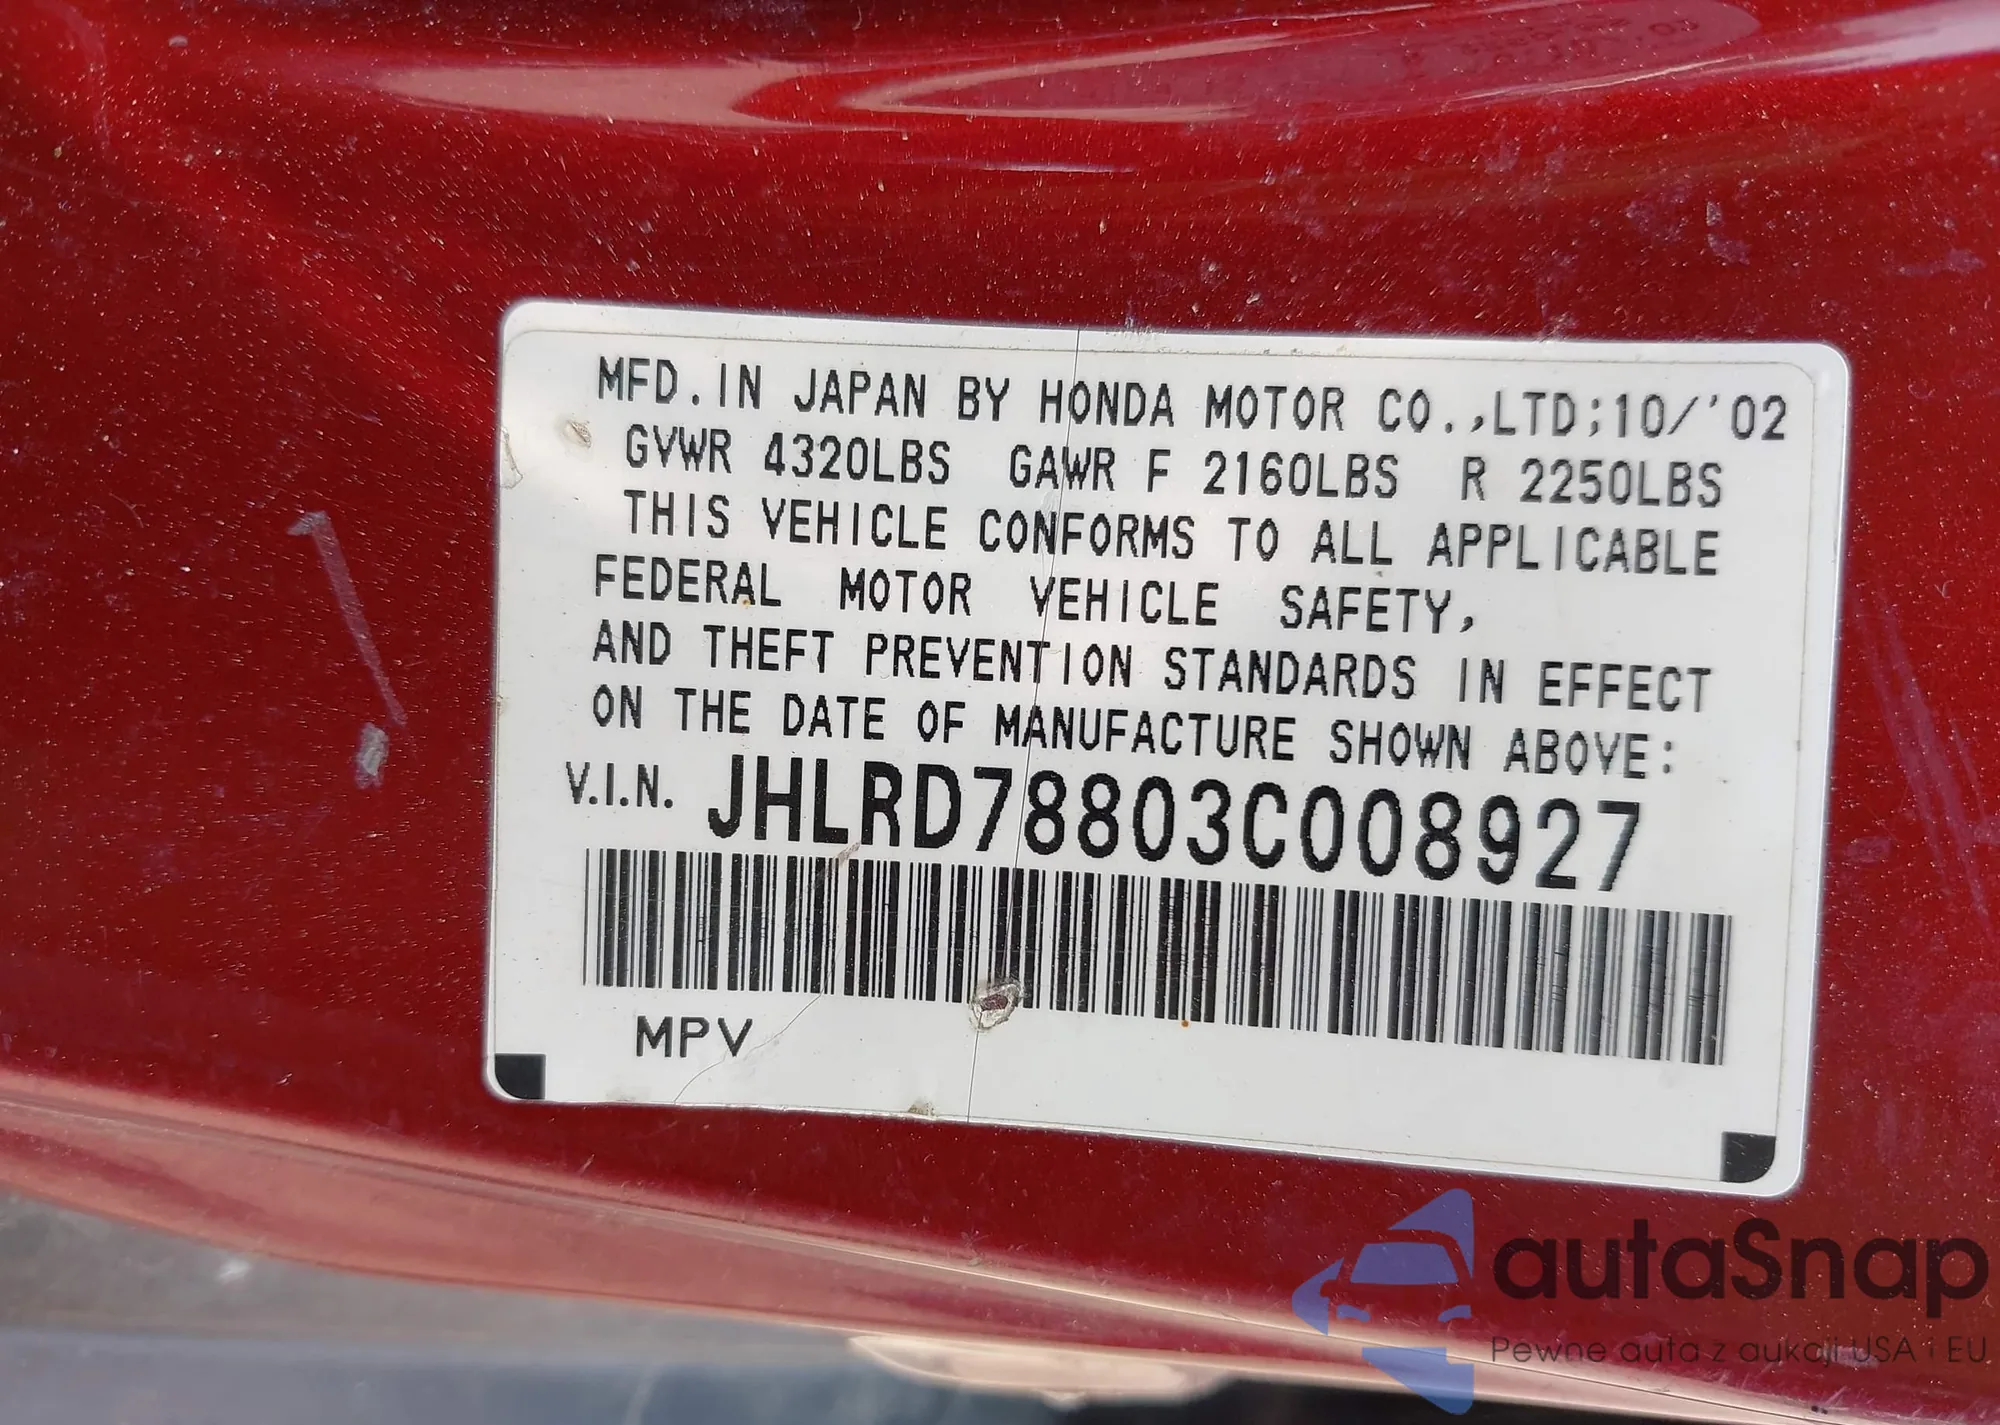 MFD. IN JAPAN BY HONDA MOTOR CO.,LTD;10/'02
GVWR 4320LBS GAWR F 2160LBS R 2250LBS
THIS VEHICLE CONFORMS TO ALL APPLICABLE
FEDERAL MOTOR VEHICLE SAFETY,
AND THEFT PREVENTION STANDARDS IN EFFECT
ON THE DATE OF MANUFACTURE SHOWN ABOVE:
V.I.N. JHLRD78803C008927
MPV
autaSnap
Pewne auta z aukcji USA i EU